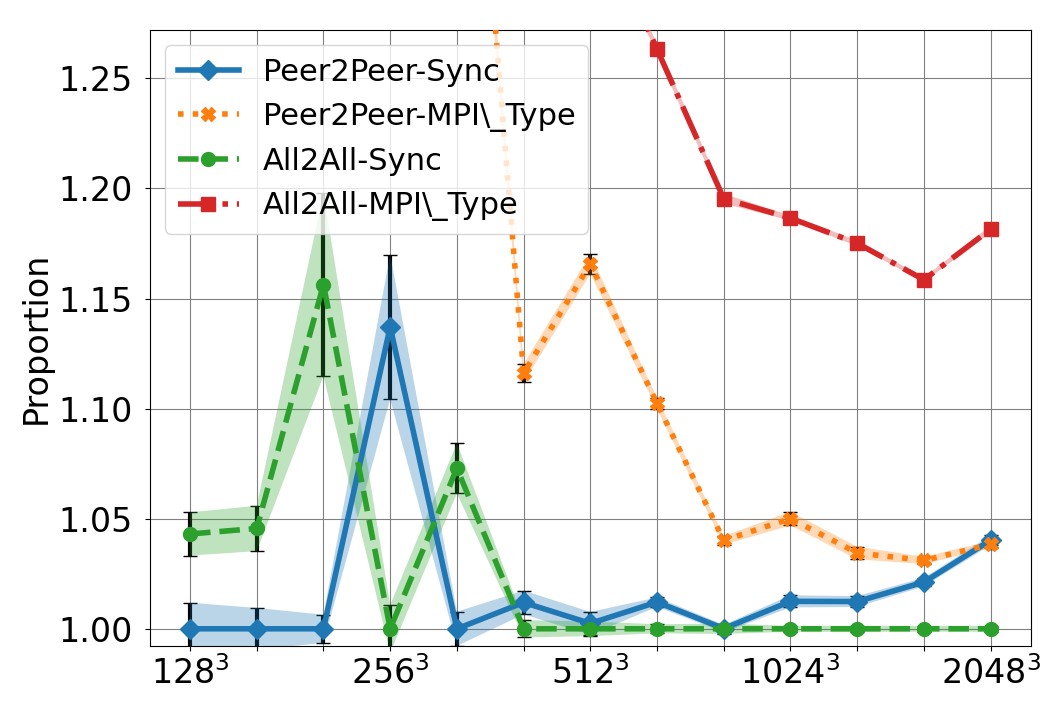 Peer2Peer-Sync
Peer2Peer-MPI\_Type
All2All-Sync
All2All-MPI\_Type
Proportion
1.25
1.20
1.15
1.10
1.05
1.00
128³ 256³ 512³ 1024³ 2048³